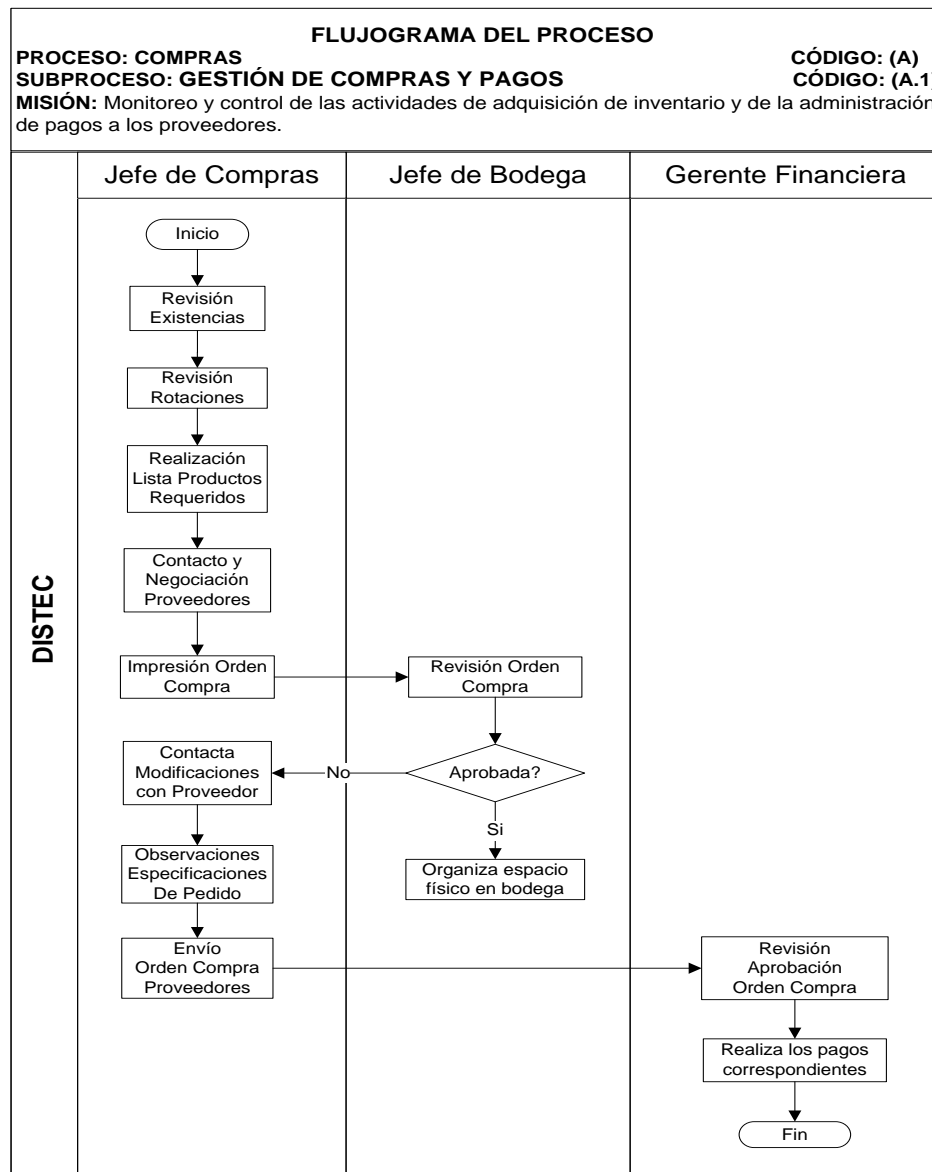 FLUJOGRAMA DEL PROCESO
PROCESO: COMPRAS CÓDIGO: (A)
SUBPROCESO: GESTIÓN DE COMPRAS Y PAGOS CÓDIGO: (A.1)
MISIÓN: Monitoreo y control de las actividades de adquisición de inventario y de la administración
de pagos a los proveedores.
DISTEC
Jefe de Compras
Jefe de Bodega
Gerente Financiera
Inicio
Revisión
Existencias
Revisión
Rotaciones
Realización
Lista Productos
Requeridos
Contacto y
Negociación
Proveedores
Impresión Orden
Compra
Revisión Orden
Compra
Aprobada?
No
Contacta
Modificaciones
con Proveedor
Si
Organiza espacio
físico en bodega
Observaciones
Especificaciones
De Pedido
Envío
Orden Compra
Proveedores
Revisión
Aprobación
Orden Compra
Realiza los pagos
correspondientes
Fin